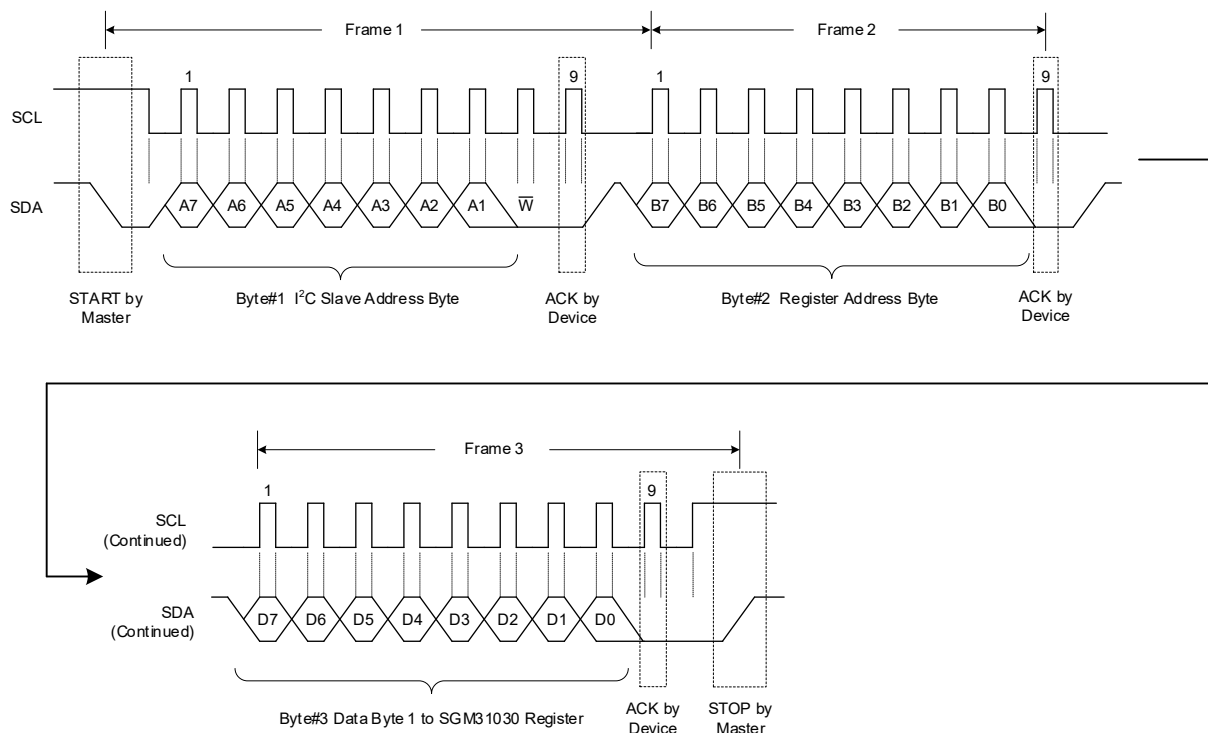 Frame 1
Frame 2
1
9
1
9
SCL
SDA
A7 A6 A5 A4 A3 A2 A1 W̅
B7 B6 B5 B4 B3 B2 B1 B0
START by
Master
Byte#1 I²C Slave Address Byte
ACK by
Device
Byte#2 Register Address Byte
ACK by
Device
Frame 3
1
9
SCL
(Continued)
SDA
(Continued)
D7 D6 D5 D4 D3 D2 D1 D0
Byte#3 Data Byte 1 to SGM31030 Register
ACK by
Device
STOP by
Master